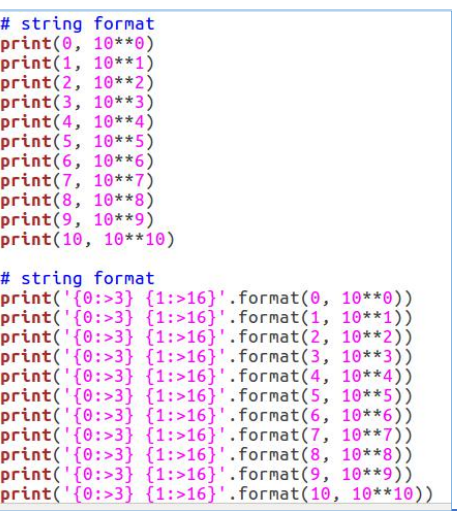 # string format
print(0, 10**0)
print(1, 10**1)
print(2, 10**2)
print(3, 10**3)
print(4, 10**4)
print(5, 10**5)
print(6, 10**6)
print(7, 10**7)
print(8, 10**8)
print(9, 10**9)
print(10, 10**10)
# string format
print('{0:>3} {1:>16}'.format(0, 10**0))
print('{0:>3} {1:>16}'.format(1, 10**1))
print('{0:>3} {1:>16}'.format(2, 10**2))
print('{0:>3} {1:>16}'.format(3, 10**3))
print('{0:>3} {1:>16}'.format(4, 10**4))
print('{0:>3} {1:>16}'.format(5, 10**5))
print('{0:>3} {1:>16}'.format(6, 10**6))
print('{0:>3} {1:>16}'.format(7, 10**7))
print('{0:>3} {1:>16}'.format(8, 10**8))
print('{0:>3} {1:>16}'.format(9, 10**9))
print('{0:>3} {1:>16}'.format(10, 10**10))